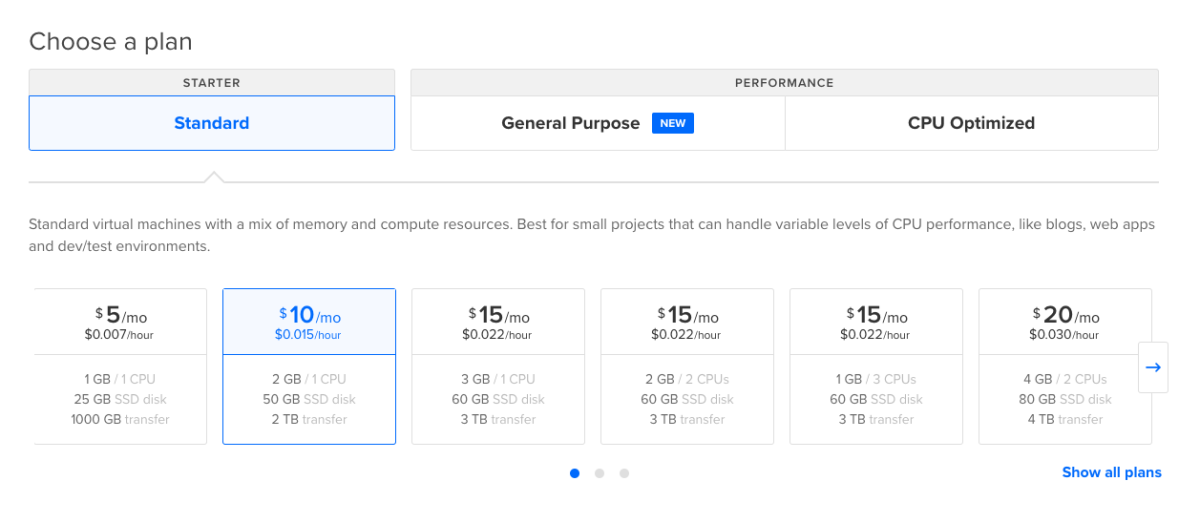 Choose a plan
STARTER
PERFORMANCE
Standard
General Purpose NEW
CPU Optimized
Standard virtual machines with a mix of memory and compute resources. Best for small projects that can handle variable levels of CPU performance, like blogs, web apps
and dev/test environments.
$5/mo
$0.007/hour
1 GB / 1 CPU
25 GB SSD disk
1000 GB transfer
$10/mo
$0.015/hour
2 GB / 1 CPU
50 GB SSD disk
2 TB transfer
$15/mo
$0.022/hour
3 GB / 1 CPU
60 GB SSD disk
3 TB transfer
$15/mo
$0.022/hour
2 GB / 2 CPUs
60 GB SSD disk
3 TB transfer
$15/mo
$0.022/hour
1 GB / 3 CPUs
60 GB SSD disk
3 TB transfer
$20/mo
$0.030/hour
4 GB / 2 CPUs
80 GB SSD disk
4 TB transfer
Show all plans